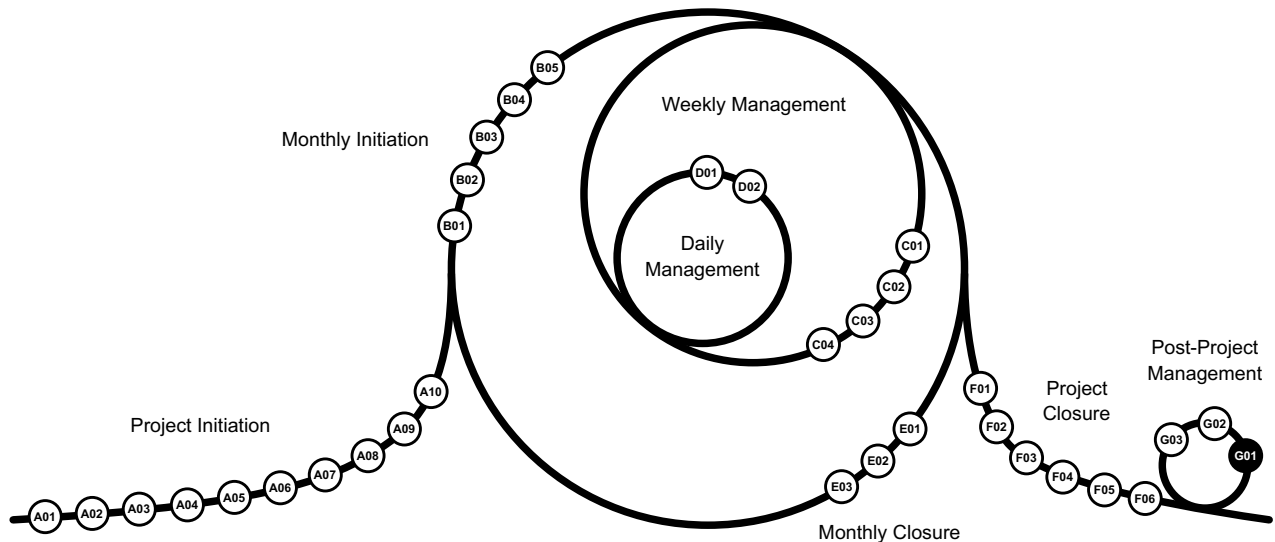 Project Initiation
A01
A02
A03
A04
A05
A06
A07
A08
A09
A10
Monthly Initiation
B01
B02
B03
B04
B05
Weekly Management
C01
C02
C03
C04
Daily
Management
D01
D02
Monthly Closure
E01
E02
E03
Project
Closure
F01
F02
F03
F04
F05
F06
Post-Project
Management
G01
G02
G03